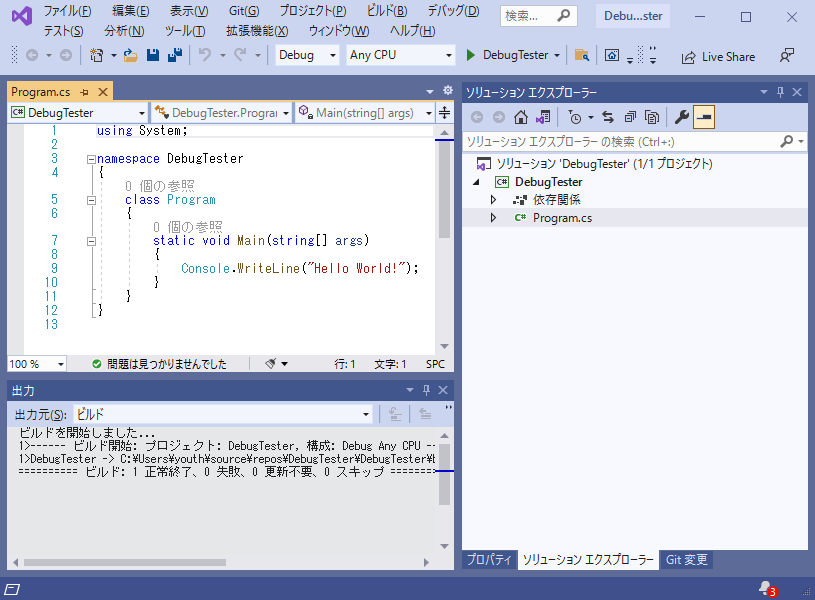 ファイル(F) 編集(E) 表示(V) Git(G) プロジェクト(P) ビルド(B) デバッグ(D) 検索... Debu...ster
テスト(S) 分析(N) ツール(T) 拡張機能(X) ウィンドウ(W) ヘルプ(H)
Debug Any CPU DebugTester Live Share
Program.cs
DebugTester DebugTester.Program Main(string[] args)
1 using System;
2
3 namespace DebugTester
4 {
0 個の参照
5 class Program
6 {
0 個の参照
7 static void Main(string[] args)
8 {
9 Console.WriteLine("Hello World!");
10 }
11 }
12 }
13
100 % 問題は見つかりませんでした 行: 1 文字: 1 SPC
出力
出力元(S): ビルド
ビルドを開始しました...
1>------ ビルド開始: プロジェクト: DebugTester, 構成: Debug Any CPU --
1>DebugTester -> C:¥Users¥youth¥source¥repos¥DebugTester¥DebugTester¥
========== ビルド: 1 正常終了、0 失敗、0 更新不要、0 スキップ ========
ソリューション エクスプローラー
ソリューション エクスプローラー の検索 (Ctrl+:)
ソリューション 'DebugTester' (1/1 プロジェクト)
C# DebugTester
依存関係
C# Program.cs
プロパティ ソリューション エクスプローラー Git 変更
3